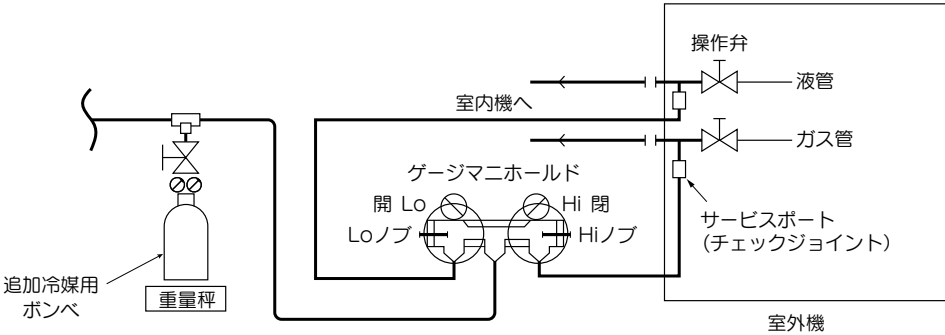 操作弁
液管
室内機へ
ガス管
ゲージマニホールド
開 Lo
Hi 閉
Loノブ
Hiノブ
サービスポート
（チェックジョイント）
追加冷媒用
ボンベ
重量秤
室外機